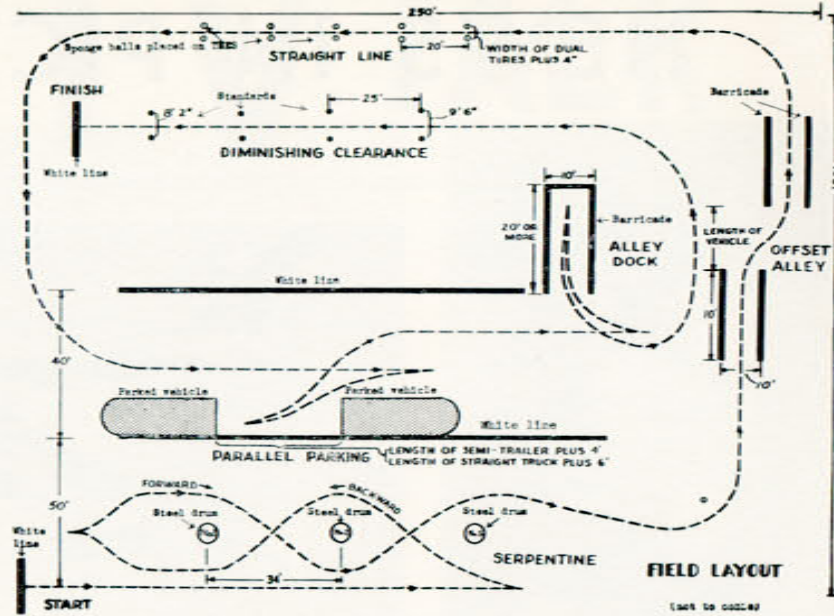 250'
Sponge balls placed on TEES
STRAIGHT LINE
20'
WIDTH OF DUAL
TIRES PLUS 4"
FINISH
8' 2"
Standards
25'
9' 6"
Barricade
White line
DIMINISHING CLEARANCE
10'
20' OR
MORE
Barricade
ALLEY
DOCK
LENGTH OF
VEHICLE
OFFSET
ALLEY
White line
10'
40'
10'
Parked vehicle
Parked vehicle
White line
PARALLEL PARKING
LENGTH OF SEMI-TRAILER PLUS 4'
LENGTH OF STRAIGHT TRUCK PLUS 6'
FORWARD
BACKWARD
50'
Steel drum
Steel drum
Steel drum
White
line
SERPENTINE
34'
FIELD LAYOUT
START